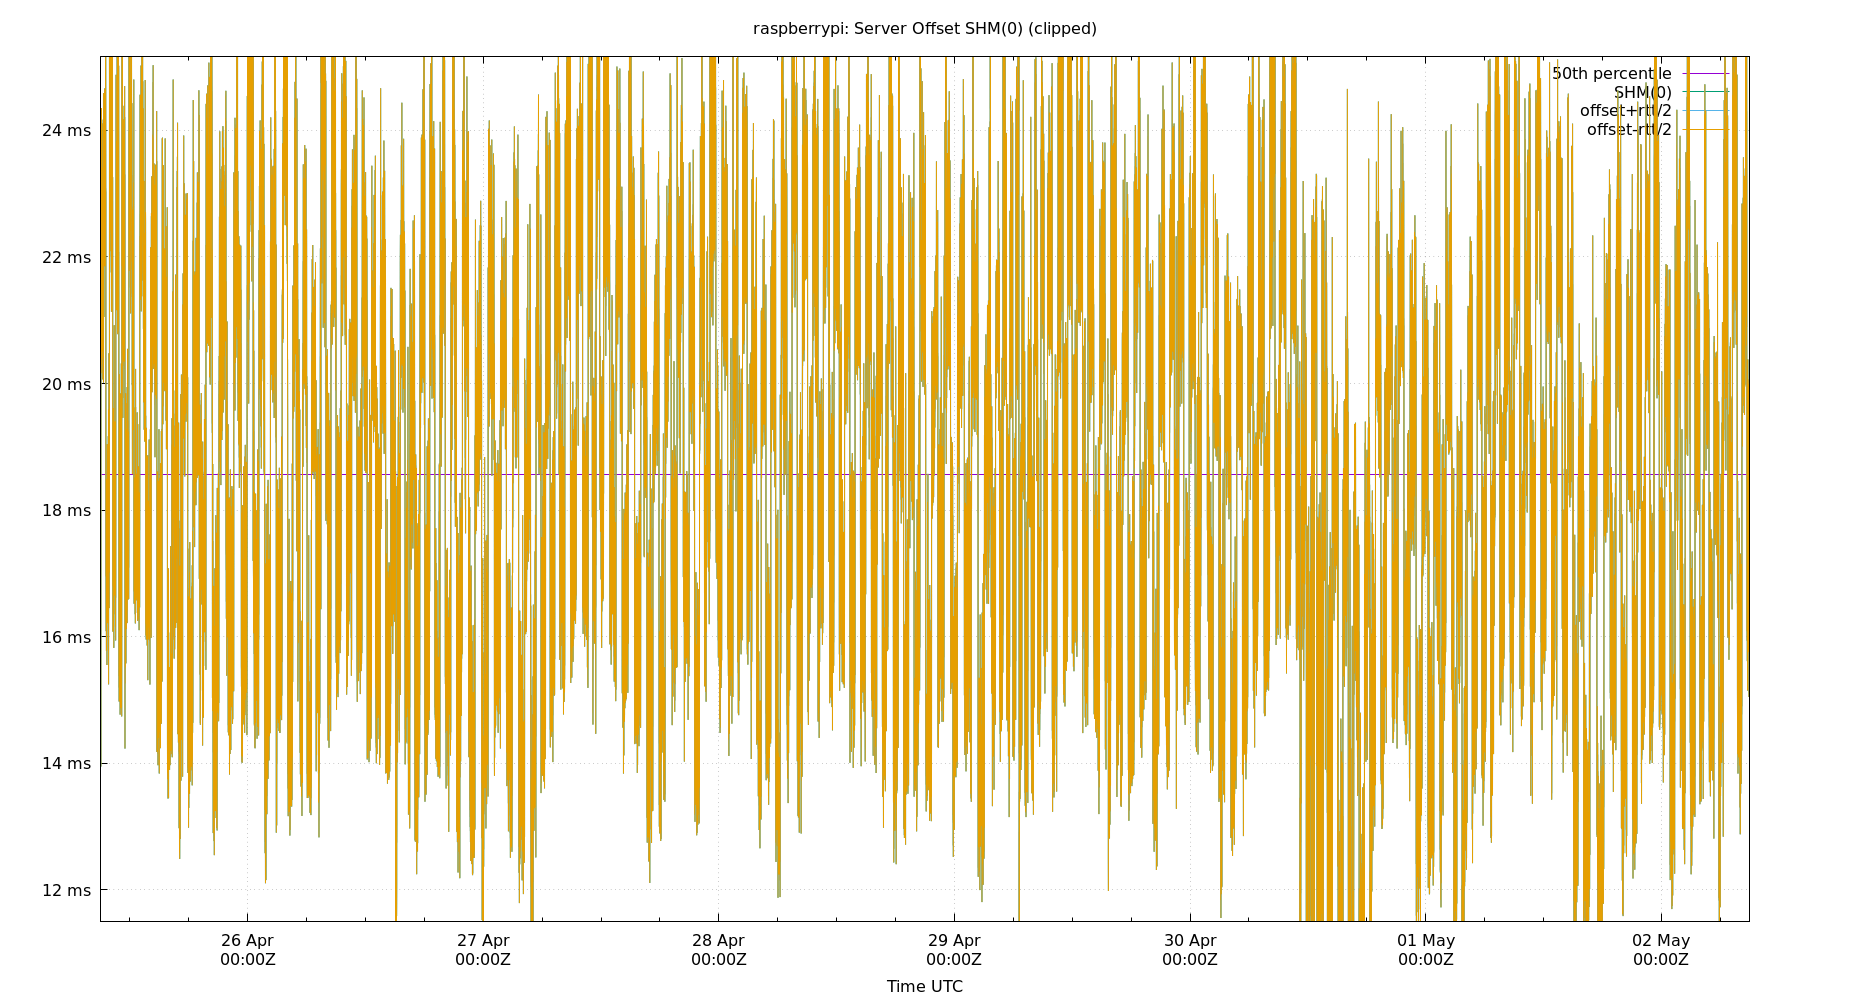 raspberrypi: Server Offset SHM(0) (clipped)
50th percentile
SHM(0)
offset+rtt/2
offset-rtt/2
24 ms
22 ms
20 ms
18 ms
16 ms
14 ms
12 ms
26 Apr 27 Apr 28 Apr 29 Apr 30 Apr 01 May 02 May
00:00Z 00:00Z 00:00Z 00:00Z 00:00Z 00:00Z 00:00Z
Time UTC